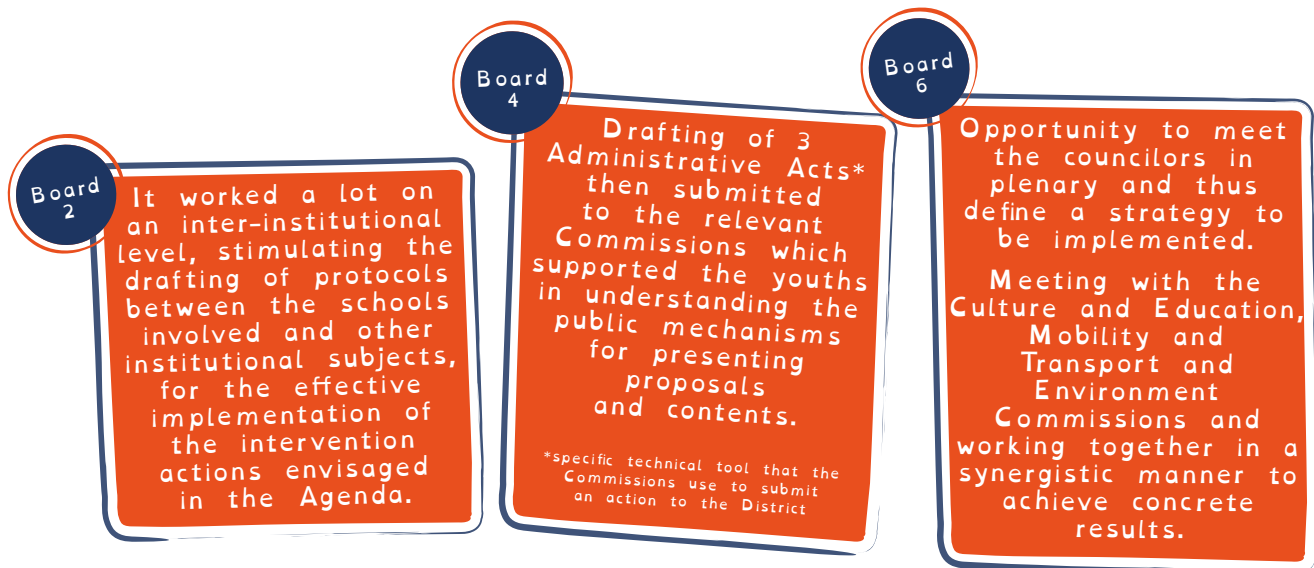 Board
2
It worked a lot on
an inter-institutional
level, stimulating the
drafting of protocols
between the schools
involved and other
institutional subjects,
for the effective
implementation of
the intervention
actions envisaged
in the Agenda.
Board
4
Drafting of 3
Administrative Acts*
then submitted
to the relevant
Commissions which
supported the youths
in understanding the
public mechanisms
for presenting
proposals
and contents.
*specific technical tool that the
Commissions use to submit
an action to the District
Board
6
Opportunity to meet
the councilors in
plenary and thus
define a strategy to
be implemented.
Meeting with the
Culture and Education,
Mobility and
Transport and
Environment
Commissions and
working together in a
synergistic manner to
achieve concrete
results.